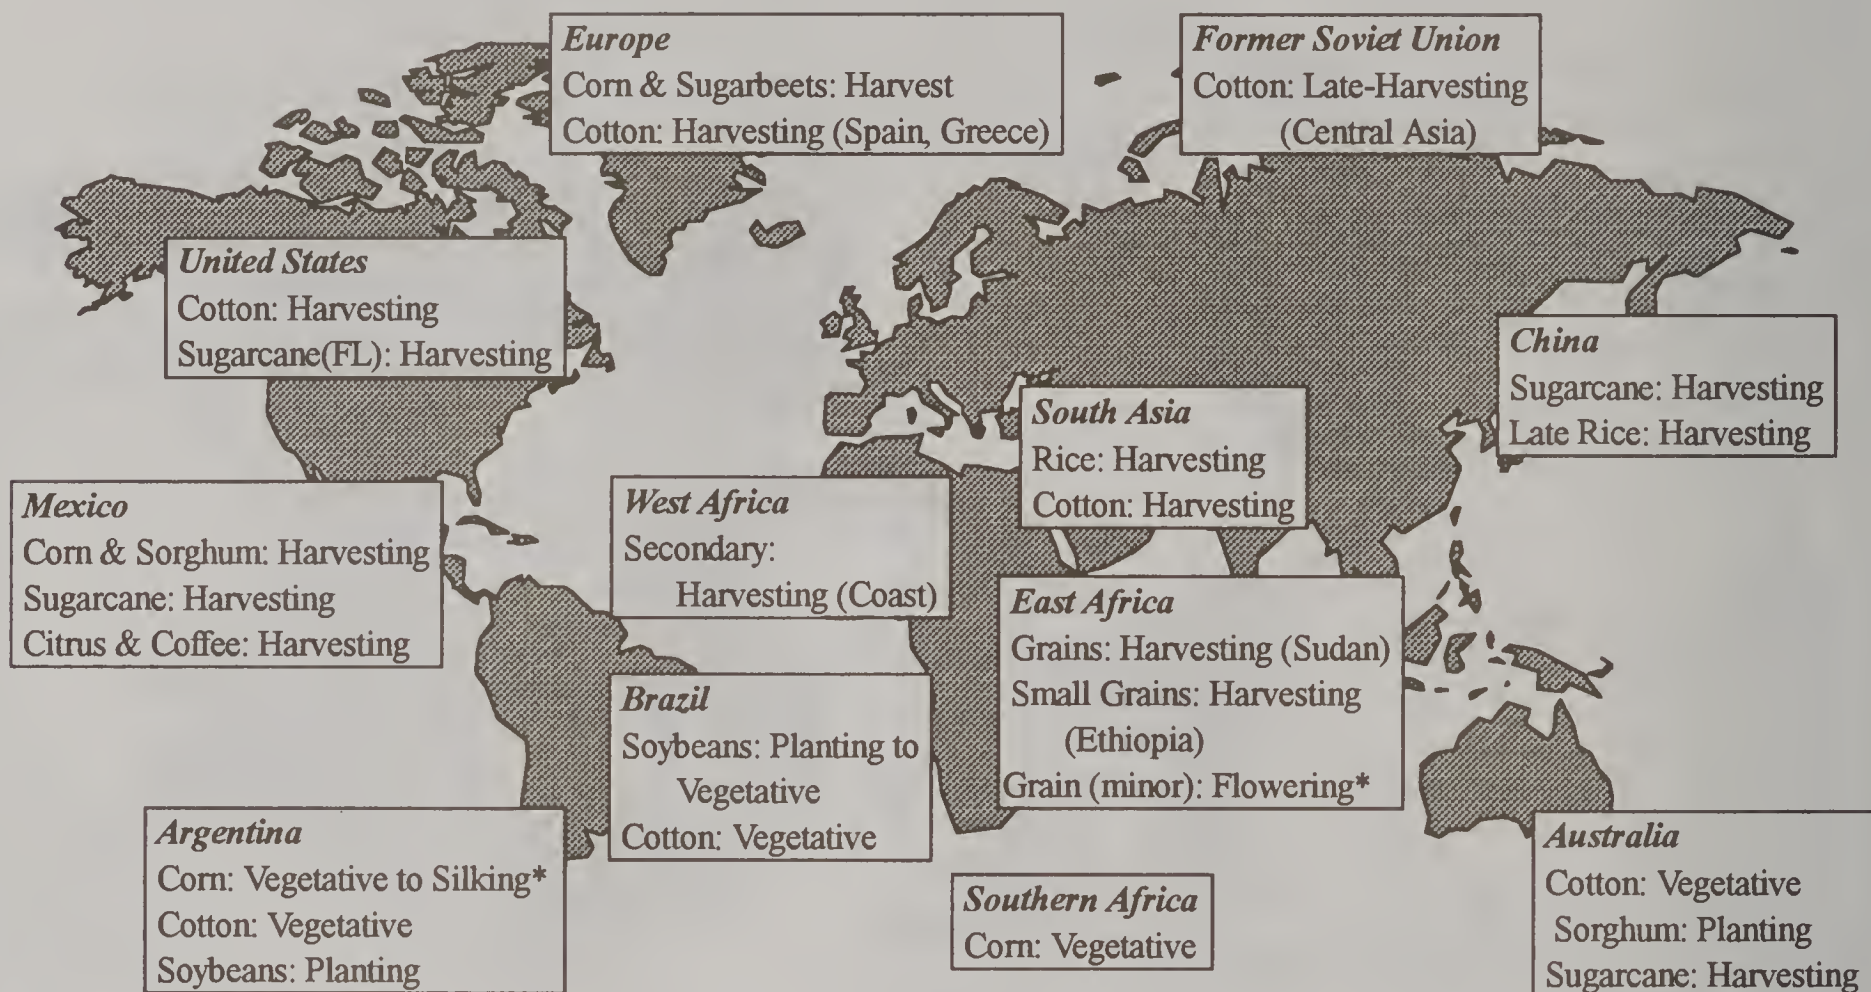 Europe
Corn & Sugarbeets: Harvest
Cotton: Harvesting (Spain, Greece)
Former Soviet Union
Cotton: Late-Harvesting
(Central Asia)
United States
Cotton: Harvesting
Sugarcane(FL): Harvesting
China
Sugarcane: Harvesting
Late Rice: Harvesting
South Asia
Rice: Harvesting
Cotton: Harvesting
Mexico
Corn & Sorghum: Harvesting
Sugarcane: Harvesting
Citrus & Coffee: Harvesting
West Africa
Secondary:
Harvesting (Coast)
East Africa
Grains: Harvesting (Sudan)
Small Grains: Harvesting
(Ethiopia)
Grain (minor): Flowering*
Brazil
Soybeans: Planting to
Vegetative
Cotton: Vegetative
Argentina
Corn: Vegetative to Silking*
Cotton: Vegetative
Soybeans: Planting
Southern Africa
Corn: Vegetative
Australia
Cotton: Vegetative
Sorghum: Planting
Sugarcane: Harvesting